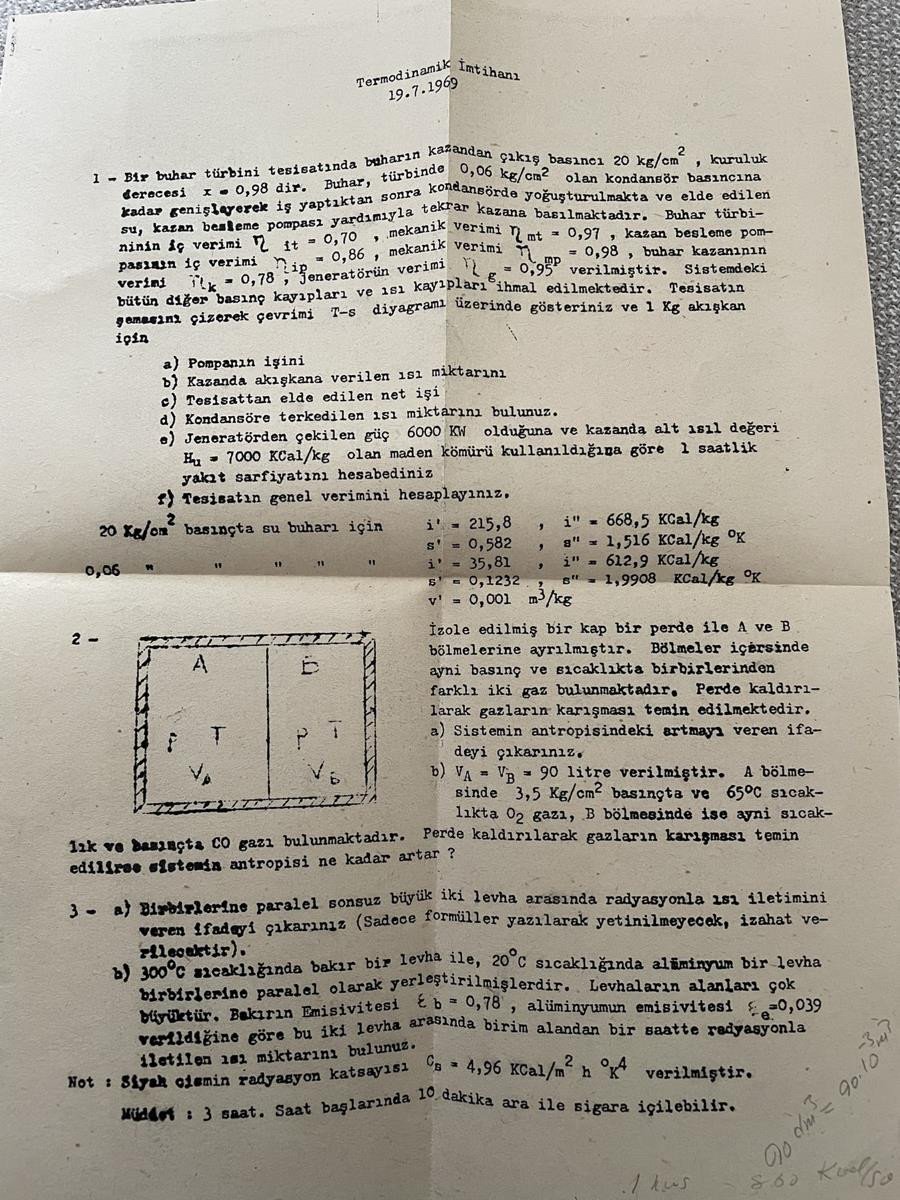 Termodinamik İmtihanı
19.7.1969
1 - Bir buhar türbini tesisatında buharın kazandan çıkış basıncı 20 kg/cm², kuruluk
derecesi x = 0,98 dir. Buhar, türbinde 0,06 kg/cm² olan kondansör basıncına
kadar genişleyerek iş yaptıktan sonra kondansörde yoğuşturulmakta ve elde edilen
su, kazan besleme pompası yardımıyla tekrar kazana basılmaktadır. Buhar türbi-
ninin iç verimi η it = 0,70 , mekanik verimi η mt = 0,97 , kazan besleme pom-
pasının iç verimi η ip = 0,86 , mekanik verimi η mp = 0,98 , buhar kazanının
verimi η k = 0,78 , jeneratörün verimi η g = 0,95 verilmiştir. Sistemdeki
bütün diğer basınç kayıpları ve ısı kayıpları ihmal edilmektedir. Tesisatın
şemasını çizerek çevrimi T-s diyagramı üzerinde gösteriniz ve 1 Kg akışkan
için
a) Pompanın işini
b) Kazanda akışkana verilen ısı miktarını
c) Tesisattan elde edilen net işi
d) Kondansöre terkedilen ısı miktarını bulunuz.
e) Jeneratörden çekilen güç 6000 KW olduğuna ve kazanda alt ısıl değeri
Hu = 7000 KCal/kg olan maden kömürü kullanıldığına göre 1 saatlik
yakıt sarfiyatını hesabediniz
f) Tesisatın genel verimini hesaplayınız.
20 Kg/cm² basınçta su buharı için i' = 215,8 , i" = 668,5 KCal/kg
s' = 0,582 , s" = 1,516 KCal/kg °K
0,06 " " " " " i' = 35,81 , i" = 612,9 KCal/kg
s' = 0,1232 , s" = 1,9908 KCal/kg °K
v' = 0,001 m³/kg
2 -
A B
P T P T
VA VB
İzole edilmiş bir kap bir perde ile A ve B
bölmelerine ayrılmıştır. Bölmeler içersinde
ayni basınç ve sıcaklıkta birbirlerinden
farklı iki gaz bulunmaktadır. Perde kaldırı-
larak gazların karışması temin edilmektedir.
a) Sistemin antropisindeki artmayı veren ifa-
deyi çıkarınız.
b) VA = VB = 90 litre verilmiştir. A bölme-
sinde 3,5 Kg/cm² basınçta ve 65°C sıcak-
lıkta O2 gazı, B bölmesinde ise ayni sıcak-
lık ve basınçta CO gazı bulunmaktadır. Perde kaldırılarak gazların karışması temin
edilirse sistemin antropisi ne kadar artar ?
3 - a) Birbirlerine paralel sonsuz büyük iki levha arasında radyasyonla ısı iletimini
veren ifadeyi çıkarınız (Sadece formüller yazılarak yetinilmeyecek, izahat ve-
rilecektir).
b) 300°C sıcaklığında bakır bir levha ile, 20°C sıcaklığında alüminyum bir levha
birbirlerine paralel olarak yerleştirilmişlerdir. Levhaların alanları çok
büyüktür. Bakırın Emisivitesi Ɛb = 0,78 , alüminyumun emisivitesi Ɛe=0,039
verildiğine göre bu iki levha arasında birim alandan bir saatte radyasyonla
iletilen ısı miktarını bulunuz.
Not : Siyah cismin radyasyon katsayısı Cs = 4,96 KCal/m² h °K⁴ verilmiştir.
Müddet : 3 saat. Saat başlarında 10 dakika ara ile sigara içilebilir.
90 dm³ = 90·10⁻³ m³